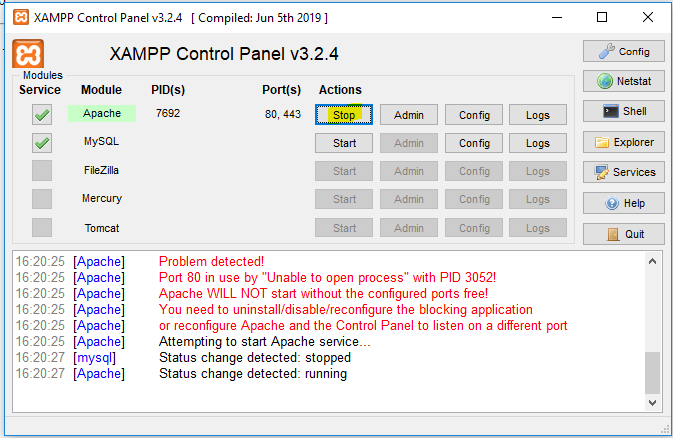 XAMPP Control Panel v3.2.4 [ Compiled: Jun 5th 2019 ]
XAMPP Control Panel v3.2.4
Config
Modules
Service Module PID(s) Port(s) Actions
Netstat
Apache 7692 80, 443 Stop Admin Config Logs
Shell
MySQL Start Admin Config Logs
Explorer
FileZilla Start Admin Config Logs
Services
Mercury Start Admin Config Logs
Help
Tomcat Start Admin Config Logs
Quit
16:20:25 [Apache] Problem detected!
16:20:25 [Apache] Port 80 in use by "Unable to open process" with PID 3052!
16:20:25 [Apache] Apache WILL NOT start without the configured ports free!
16:20:25 [Apache] You need to uninstall/disable/reconfigure the blocking application
16:20:25 [Apache] or reconfigure Apache and the Control Panel to listen on a different port
16:20:25 [Apache] Attempting to start Apache service...
16:20:27 [mysql] Status change detected: stopped
16:20:27 [Apache] Status change detected: running